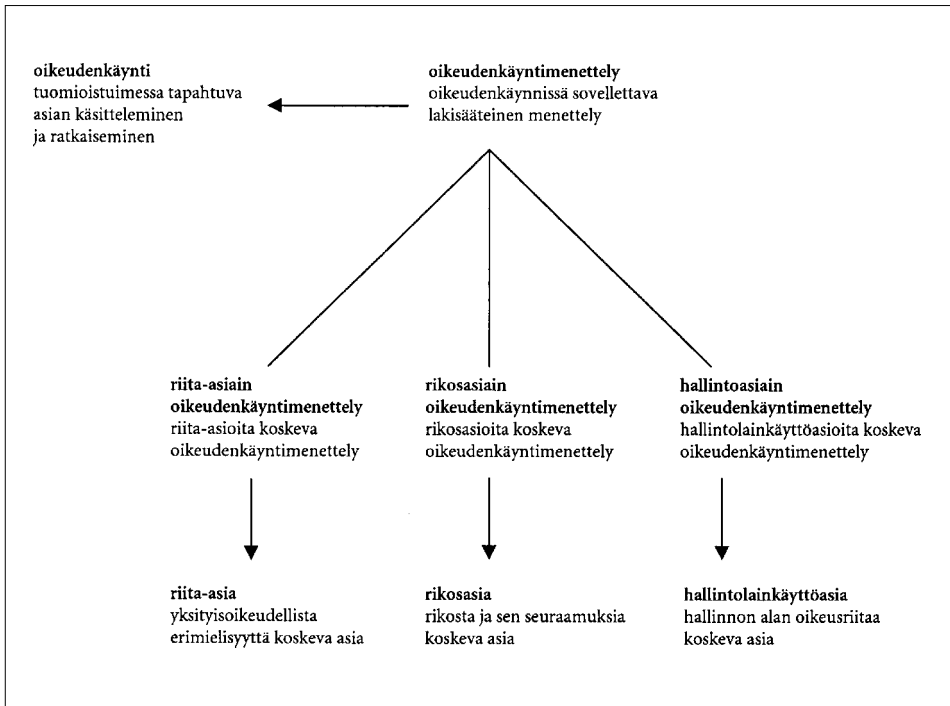 oikeudenkäynti
tuomioistuimessa tapahtuva
asian käsitteleminen
ja ratkaiseminen
oikeudenkäyntimenettely
oikeudenkäynnissä sovellettava
lakisääteinen menettely
riita-asiain
oikeudenkäyntimenettely
riita-asioita koskeva
oikeudenkäyntimenettely
rikosasiain
oikeudenkäyntimenettely
rikosasioita koskeva
oikeudenkäyntimenettely
hallintoasiain
oikeudenkäyntimenettely
hallintolainkäyttöasioita koskeva
oikeudenkäyntimenettely
riita-asia
yksityisoikeudellista
erimielisyyttä koskeva asia
rikosasia
rikosta ja sen seuraamuksia
koskeva asia
hallintolainkäyttöasia
hallinnon alan oikeusriitaa
koskeva asia